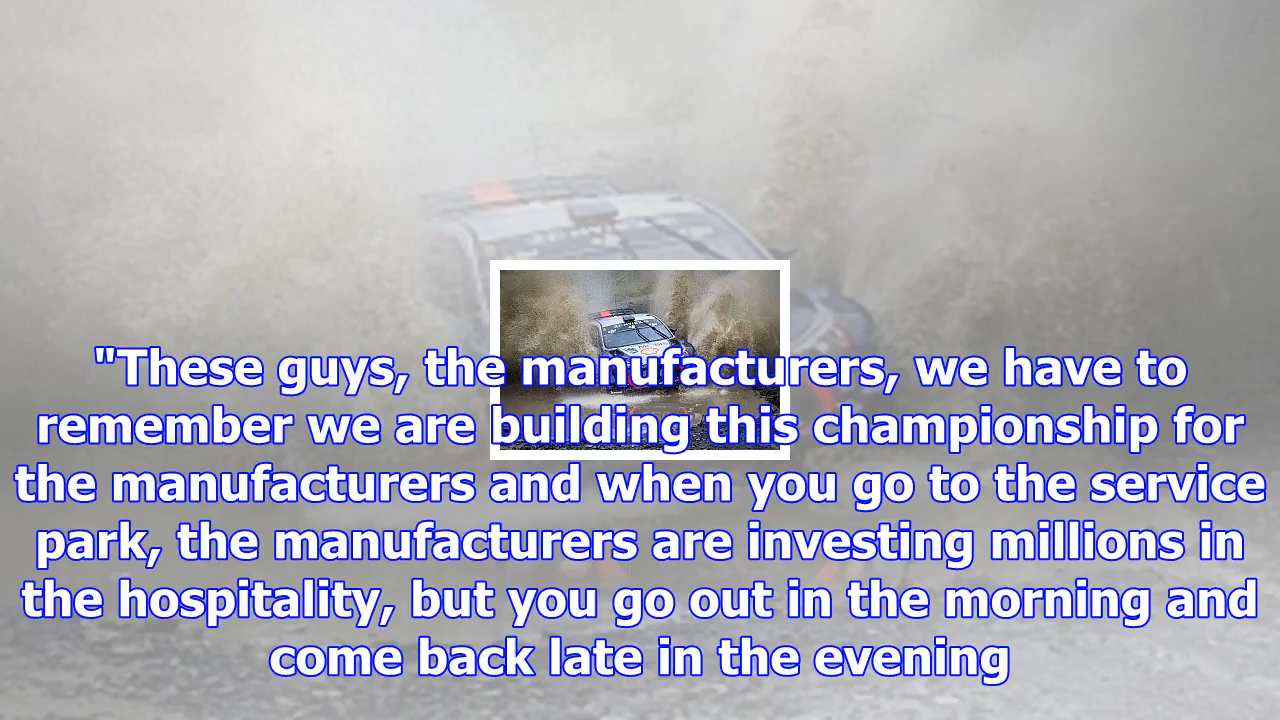 "These guys, the manufacturers, we have to
remember we are building this championship for
the manufacturers and when you go to the service
park, the manufacturers are investing millions in
the hospitality, but you go out in the morning and
come back late in the evening